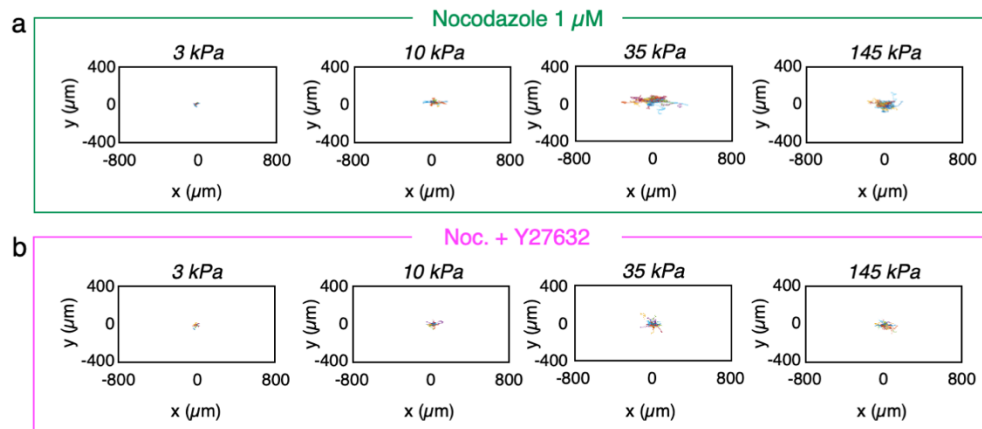 a
Nocodazole 1 µM
3 kPa 10 kPa 35 kPa 145 kPa
400 400 400 400
y (µm) 0 y (µm) 0 y (µm) 0 y (µm) 0
-400 -400 -400 -400
-800 0 800 -800 0 800 -800 0 800 -800 0 800
x (µm) x (µm) x (µm) x (µm)
b
Noc. + Y27632
3 kPa 10 kPa 35 kPa 145 kPa
400 400 400 400
y (µm) 0 y (µm) 0 y (µm) 0 y (µm) 0
-400 -400 -400 -400
-800 0 800 -800 0 800 -800 0 800 -800 0 800
x (µm) x (µm) x (µm) x (µm)